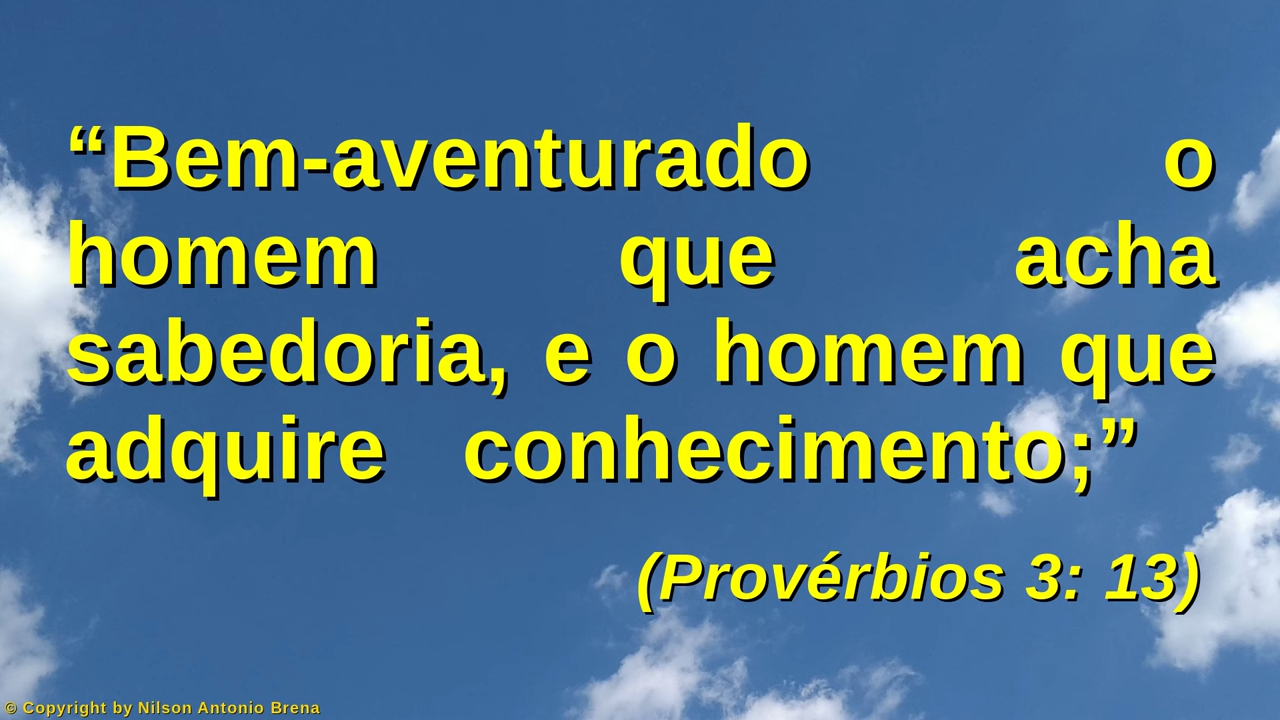 “Bem-aventurado o
homem que acha
sabedoria, e o homem que
adquire conhecimento;”
(Provérbios 3: 13)
© Copyright by Nilson Antonio Brena